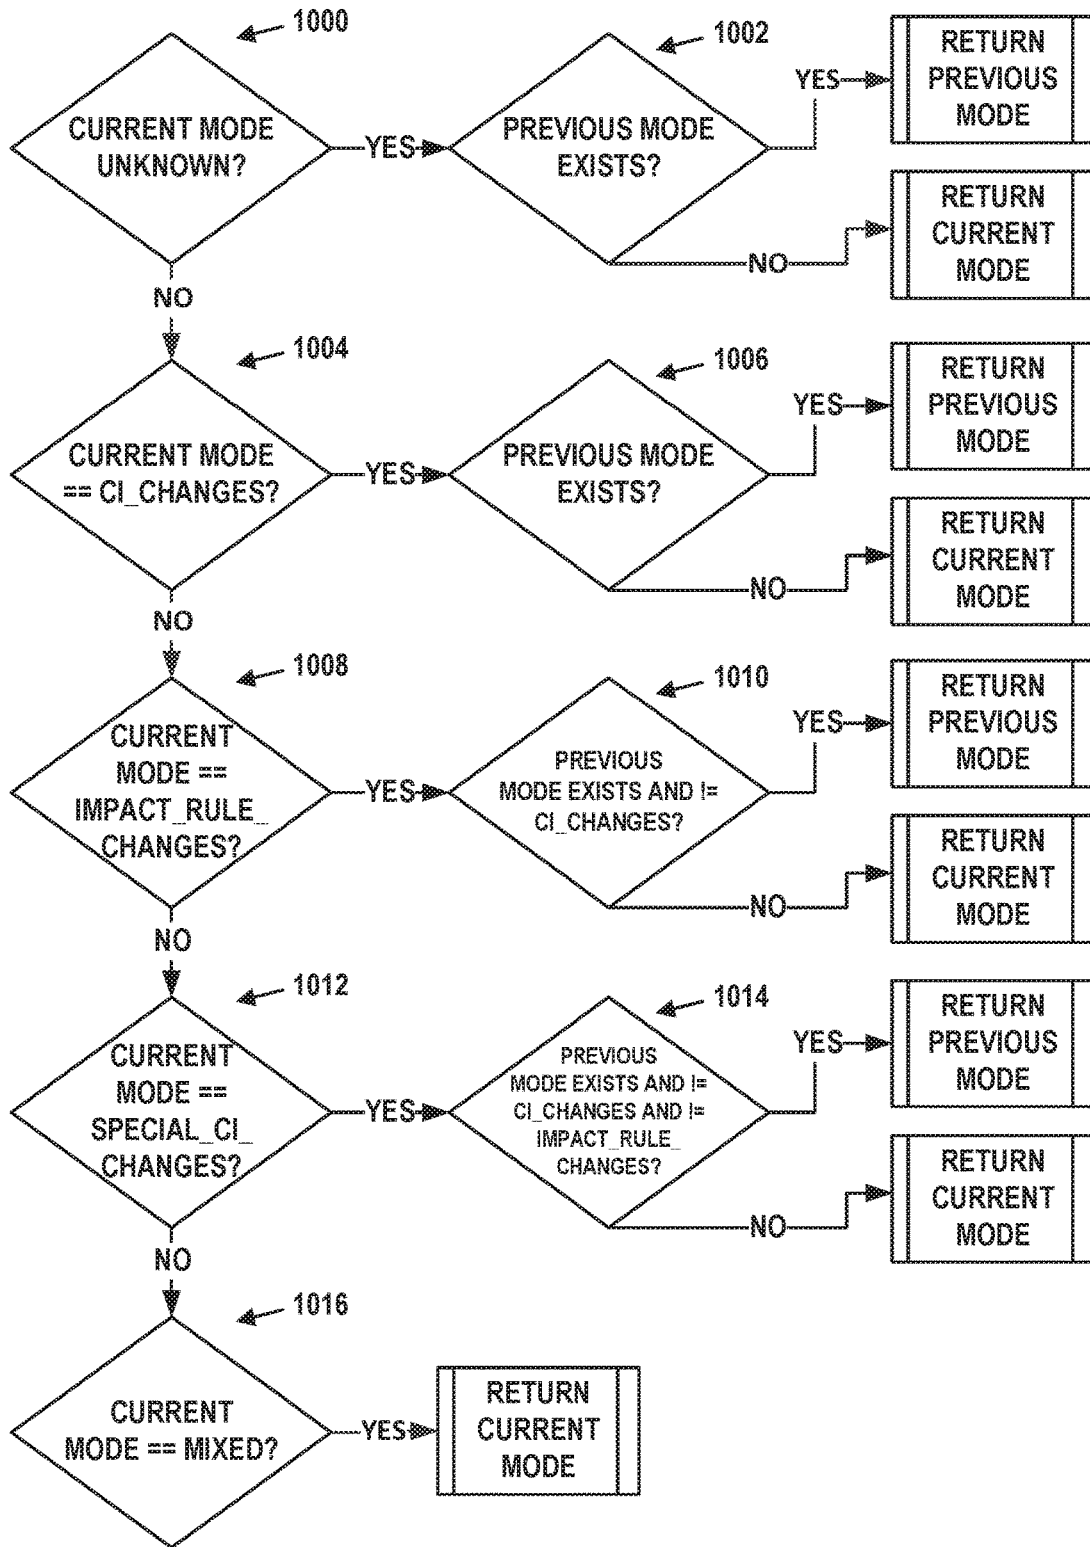 1000
CURRENT MODE
UNKNOWN?
YES
1002
PREVIOUS MODE
EXISTS?
YES
RETURN
PREVIOUS
MODE
NO
RETURN
CURRENT
MODE
NO
1004
CURRENT MODE
== CI_CHANGES?
YES
1006
PREVIOUS MODE
EXISTS?
YES
RETURN
PREVIOUS
MODE
NO
RETURN
CURRENT
MODE
NO
1008
CURRENT
MODE ==
IMPACT_RULE_
CHANGES?
YES
1010
PREVIOUS
MODE EXISTS AND !=
CI_CHANGES?
YES
RETURN
PREVIOUS
MODE
NO
RETURN
CURRENT
MODE
NO
1012
CURRENT
MODE ==
SPECIAL_CI_
CHANGES?
YES
1014
PREVIOUS
MODE EXISTS AND !=
CI_CHANGES AND !=
IMPACT_RULE_
CHANGES?
YES
RETURN
PREVIOUS
MODE
NO
RETURN
CURRENT
MODE
NO
1016
CURRENT
MODE == MIXED?
YES
RETURN
CURRENT
MODE